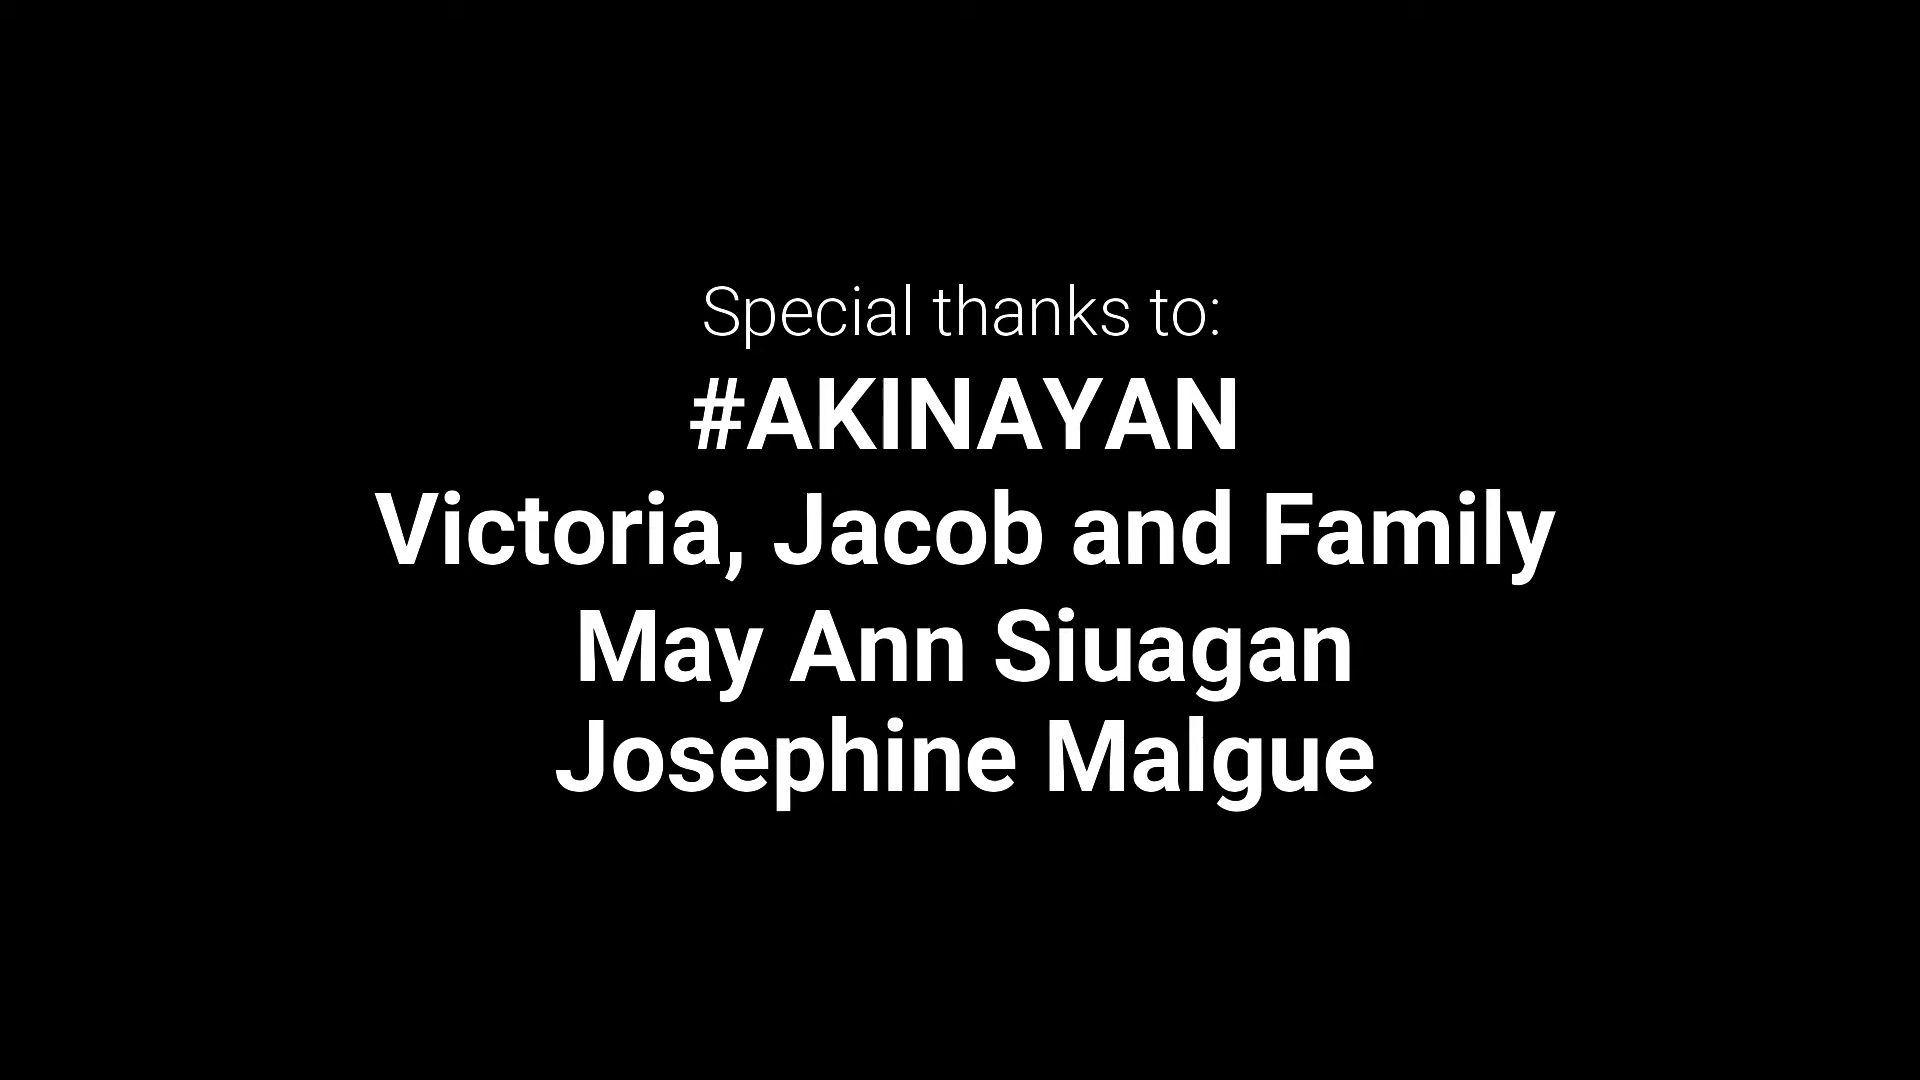 Special thanks to:
#AKINAYAN
Victoria, Jacob and Family
May Ann Siuagan
Josephine Malgue